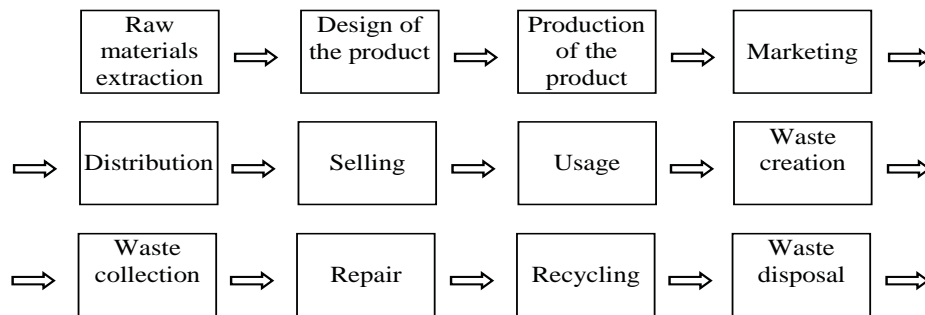 Raw
materials
extraction
Design of
the product
Production
of the
product
Marketing
Distribution
Selling
Usage
Waste
creation
Waste
collection
Repair
Recycling
Waste
disposal